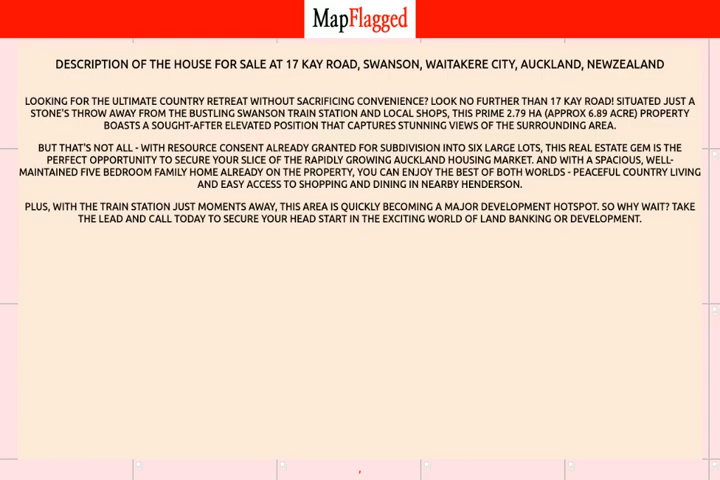 MapFlagged
DESCRIPTION OF THE HOUSE FOR SALE AT 17 KAY ROAD, SWANSON, WAITAKERE CITY, AUCKLAND, NEWZEALAND
LOOKING FOR THE ULTIMATE COUNTRY RETREAT WITHOUT SACRIFICING CONVENIENCE? LOOK NO FURTHER THAN 17 KAY ROAD! SITUATED JUST A
STONE'S THROW AWAY FROM THE BUSTLING SWANSON TRAIN STATION AND LOCAL SHOPS, THIS PRIME 2.79 HA (APPROX 6.89 ACRE) PROPERTY
BOASTS A SOUGHT-AFTER ELEVATED POSITION THAT CAPTURES STUNNING VIEWS OF THE SURROUNDING AREA.
BUT THAT'S NOT ALL - WITH RESOURCE CONSENT ALREADY GRANTED FOR SUBDIVISION INTO SIX LARGE LOTS, THIS REAL ESTATE GEM IS THE
PERFECT OPPORTUNITY TO SECURE YOUR SLICE OF THE RAPIDLY GROWING AUCKLAND HOUSING MARKET. AND WITH A SPACIOUS, WELL-
MAINTAINED FIVE BEDROOM FAMILY HOME ALREADY ON THE PROPERTY, YOU CAN ENJOY THE BEST OF BOTH WORLDS - PEACEFUL COUNTRY LIVING
AND EASY ACCESS TO SHOPPING AND DINING IN NEARBY HENDERSON.
PLUS, WITH THE TRAIN STATION JUST MOMENTS AWAY, THIS AREA IS QUICKLY BECOMING A MAJOR DEVELOPMENT HOTSPOT. SO WHY WAIT? TAKE
THE LEAD AND CALL TODAY TO SECURE YOUR HEAD START IN THE EXCITING WORLD OF LAND BANKING OR DEVELOPMENT.
,